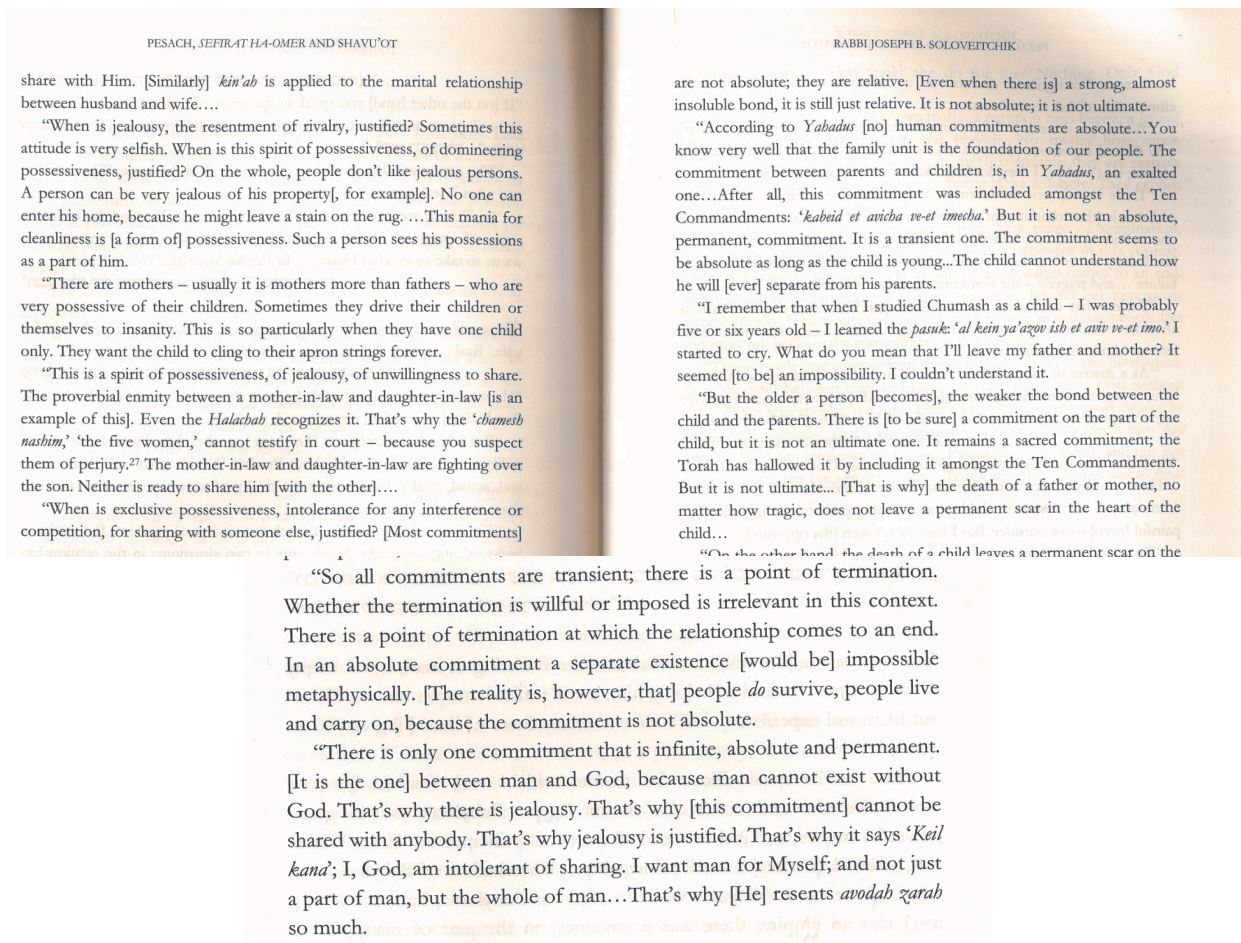 PESACH, SEFIRAT HA-OMER AND SHAVU'OT
share with Him. [Similarly] kin'ah is applied to the marital relationship
between husband and wife….
“When is jealousy, the resentment of rivalry, justified? Sometimes this
attitude is very selfish. When is this spirit of possessiveness, of domineering
possessiveness, justified? On the whole, people don’t like jealous persons.
A person can be very jealous of his property[, for example]. No one can
enter his home, because he might leave a stain on the rug. …This mania for
cleanliness is [a form of] possessiveness. Such a person sees his possessions
as a part of him.
“There are mothers – usually it is mothers more than fathers – who are
very possessive of their children. Sometimes they drive their children or
themselves to insanity. This is so particularly when they have one child
only. They want the child to cling to their apron strings forever.
“This is a spirit of possessiveness, of jealousy, of unwillingness to share.
The proverbial enmity between a mother-in-law and daughter-in-law [is an
example of this]. Even the Halachah recognizes it. That’s why the ‘chamesh
nashim,’ ‘the five women,’ cannot testify in court – because you suspect
them of perjury.27 The mother-in-law and daughter-in-law are fighting over
the son. Neither is ready to share him [with the other]….
“When is exclusive possessiveness, intolerance for any interference or
competition, for sharing with someone else, justified? [Most commitments]
RABBI JOSEPH B. SOLOVEITCHIK
are not absolute; they are relative. [Even when there is] a strong, almost
insoluble bond, it is still just relative. It is not absolute; it is not ultimate.
“According to Yahadus [no] human commitments are absolute…You
know very well that the family unit is the foundation of our people. The
commitment between parents and children is, in Yahadus, an exalted
one…After all, this commitment was included amongst the Ten
Commandments: ‘kabeid et avicha ve-et imecha.’ But it is not an absolute,
permanent, commitment. It is a transient one. The commitment seems to
be absolute as long as the child is young...The child cannot understand how
he will [ever] separate from his parents.
“I remember that when I studied Chumash as a child – I was probably
five or six years old – I learned the pasuk: ‘al kein ya’azov ish et aviv ve-et imo.’ I
started to cry. What do you mean that I’ll leave my father and mother? It
seemed [to be] an impossibility. I couldn’t understand it.
“But the older a person [becomes], the weaker the bond between the
child and the parents. There is [to be sure] a commitment on the part of the
child, but it is not an ultimate one. It remains a sacred commitment; the
Torah has hallowed it by including it amongst the Ten Commandments.
But it is not ultimate... [That is why] the death of a father or mother, no
matter how tragic, does not leave a permanent scar in the heart of the
child…
“On the other hand, the death of a child leaves a permanent scar on the
“So all commitments are transient; there is a point of termination.
Whether the termination is willful or imposed is irrelevant in this context.
There is a point of termination at which the relationship comes to an end.
In an absolute commitment a separate existence [would be] impossible
metaphysically. [The reality is, however, that] people do survive, people live
and carry on, because the commitment is not absolute.
“There is only one commitment that is infinite, absolute and permanent.
[It is the one] between man and God, because man cannot exist without
God. That’s why there is jealousy. That’s why [this commitment] cannot be
shared with anybody. That’s why jealousy is justified. That’s why it says ‘Keil
kana’; I, God, am intolerant of sharing. I want man for Myself; and not just
a part of man, but the whole of man…That’s why [He] resents avodah zarah
so much.